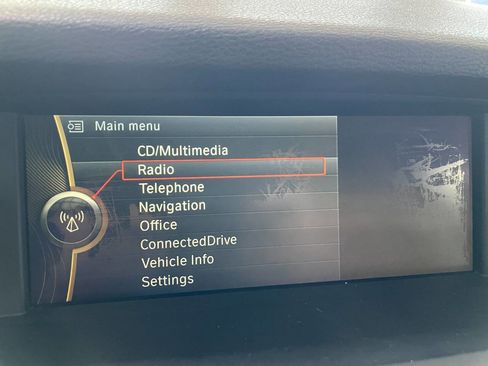 Main menu
CD/Multimedia
Radio
Telephone
Navigation
Office
ConnectedDrive
Vehicle Info
Settings